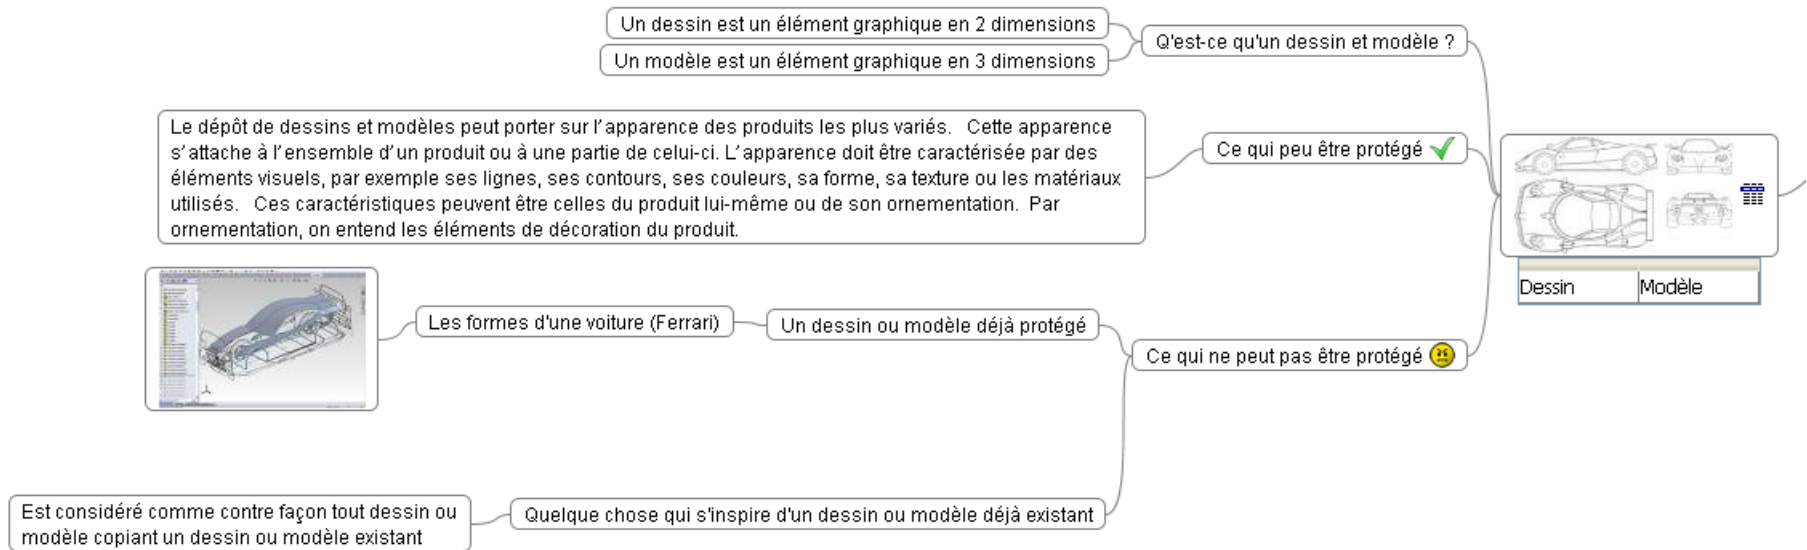 Un dessin est un élément graphique en 2 dimensions
Un modèle est un élément graphique en 3 dimensions
Q'est-ce qu'un dessin et modèle ?
Le dépôt de dessins et modèles peut porter sur l'apparence des produits les plus variés. Cette apparence
s'attache à l'ensemble d'un produit ou à une partie de celui-ci. L'apparence doit être caractérisée par des
éléments visuels, par exemple ses lignes, ses contours, ses couleurs, sa forme, sa texture ou les matériaux
utilisés. Ces caractéristiques peuvent être celles du produit lui-même ou de son ornementation. Par
ornementation, on entend les éléments de décoration du produit.
Ce qui peu être protégé
Dessin
Modèle
Les formes d'une voiture (Ferrari)
Un dessin ou modèle déjà protégé
Ce qui ne peut pas être protégé
Est considéré comme contre façon tout dessin ou
modèle copiant un dessin ou modèle existant
Quelque chose qui s'inspire d'un dessin ou modèle déjà existant